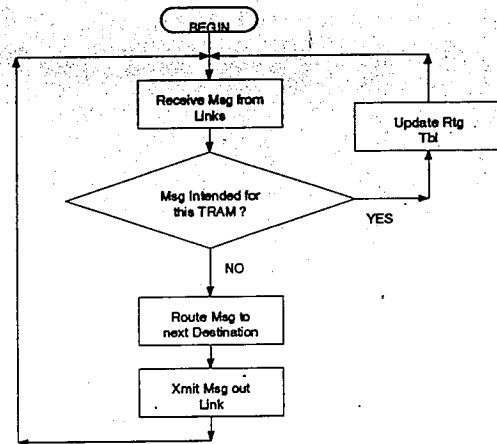 BEGIN
Receive Msg from
Links
Update Rtg
Tbl
Msg Intended for
this TRAM ?
YES
NO
Route Msg to
next Destination
Xmit Msg out
Link